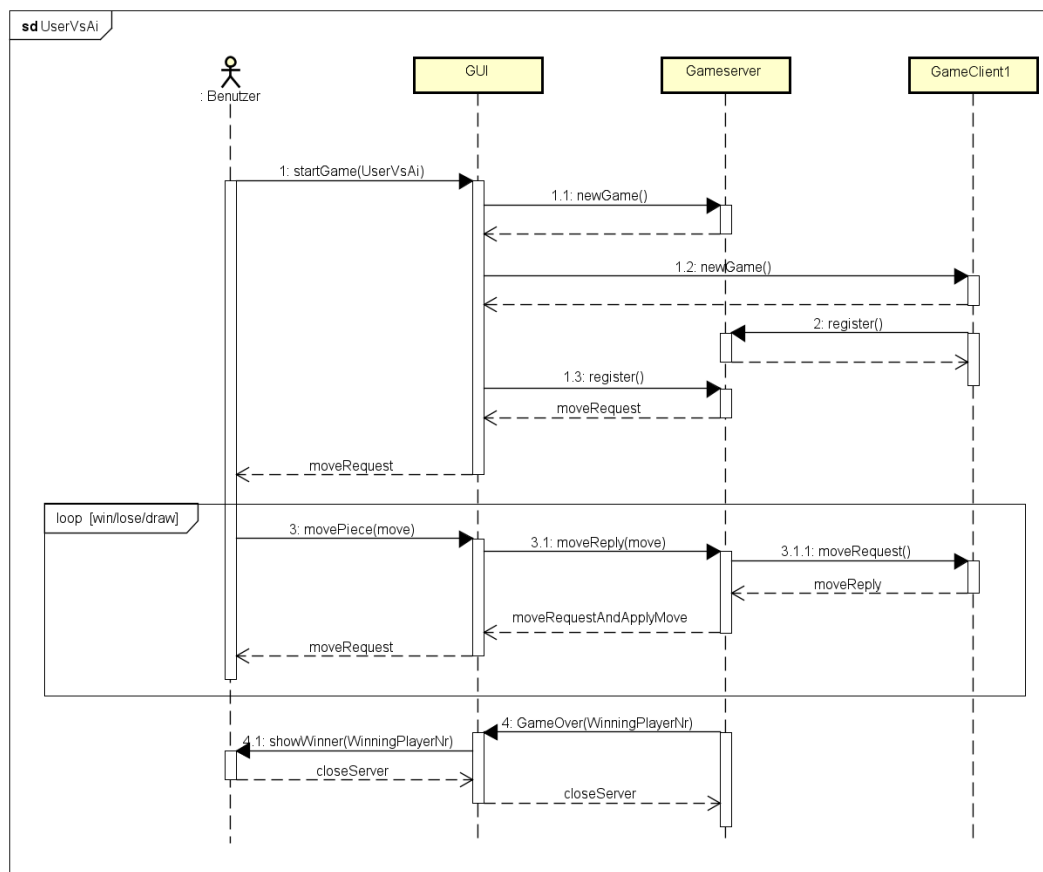 sd UserVsAi
: Benutzer
GUI
Gameserver
GameClient1
1: startGame(UserVsAi)
1.1: newGame()
1.2: newGame()
2: register()
1.3: register()
moveRequest
moveRequest
loop [win/lose/draw]
3: movePiece(move)
3.1: moveReply(move)
3.1.1: moveRequest()
moveReply
moveRequestAndApplyMove
moveRequest
4: GameOver(WinningPlayerNr)
4.1: showWinner(WinningPlayerNr)
closeServer
closeServer